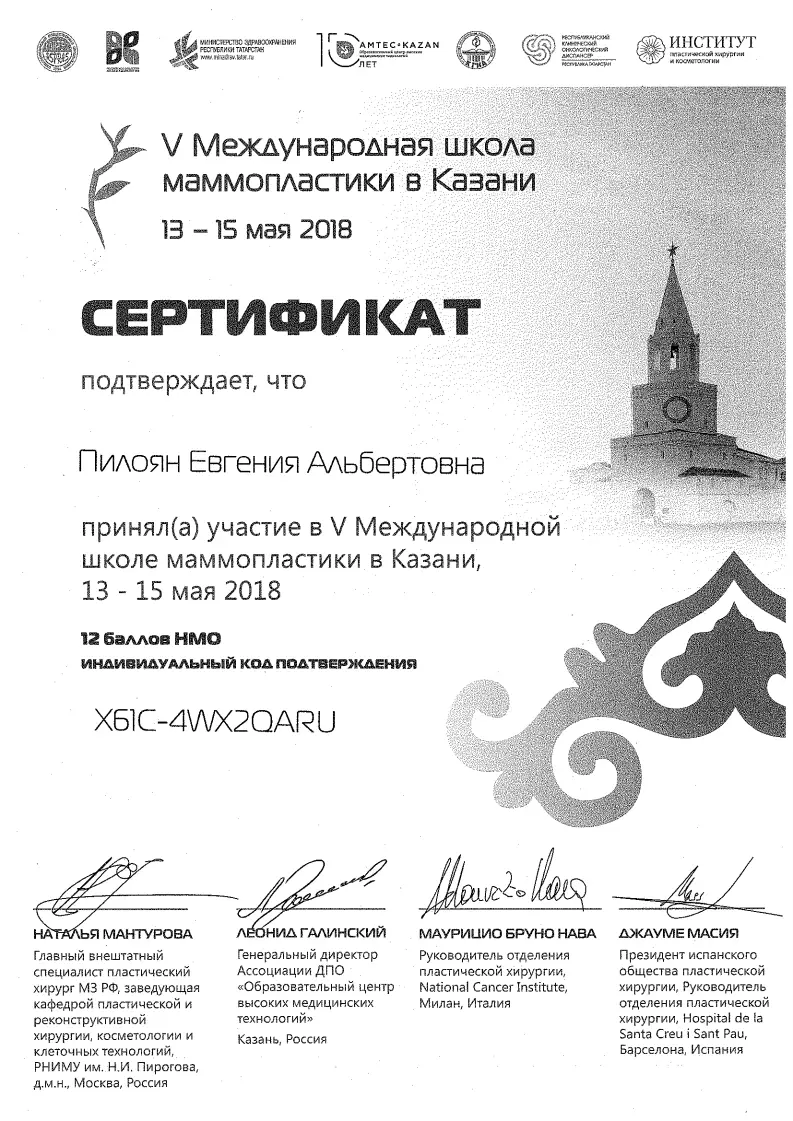 МИНИСТЕРСТВО ЗДРАВООХРАНЕНИЯ
РЕСПУБЛИКИ ТАТАРСТАН
www.minzdrav.tatar.ru
AMTEC-KAZAN
ЛЕТ
РЕСПУБЛИКАНСКИЙ
КЛИНИЧЕСКИЙ
ОНКОЛОГИЧЕСКИЙ
ДИСПАНСЕР
РЕСПУБЛИКА ТАТАРСТАН
ИНСТИТУТ
пластической хирургии
и косметологии
V Международная школа
маммопластики в Казани
13 – 15 мая 2018
СЕРТИФИКАТ
подтверждает, что
Пилоян Евгения Альбертовна
принял(а) участие в V Международной
школе маммопластики в Казани,
13 - 15 мая 2018
12 баллов НМО
ИНДИВИДУАЛЬНЫЙ КОД ПОДТВЕРЖДЕНИЯ
X61C-4WX2QARU
НАТАЛЬЯ МАНТУРОВА
Главный внештатный
специалист пластический
хирург МЗ РФ, заведующая
кафедрой пластической и
реконструктивной
хирургии, косметологии и
клеточных технологий,
РНИМУ им. Н.И. Пирогова,
д.м.н., Москва, Россия
ЛЕОНИД ГАЛИНСКИЙ
Генеральный директор
Ассоциации ДПО
«Образовательный центр
высоких медицинских
технологий»
Казань, Россия
МАУРИЦИО БРУНО НАВА
Руководитель отделения
пластической хирургии,
National Cancer Institute,
Милан, Италия
ДЖАУМЕ МАСИЯ
Президент испанского
общества пластической
хирургии, Руководитель
отделения пластической
хирургии, Hospital de la
Santa Creu i Sant Pau,
Барселона, Испания